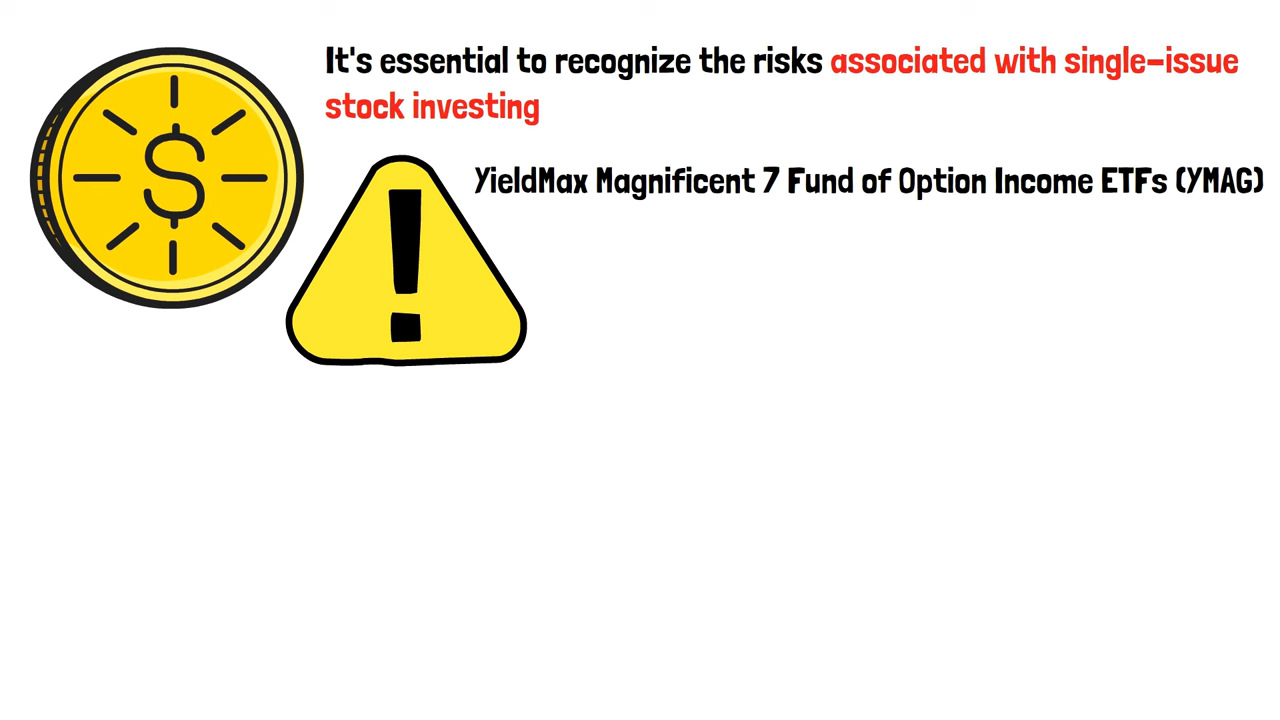 It's essential to recognize the risks associated with single-issue
stock investing
YieldMax Magnificent 7 Fund of Option Income ETFs (YMAG)
$
!